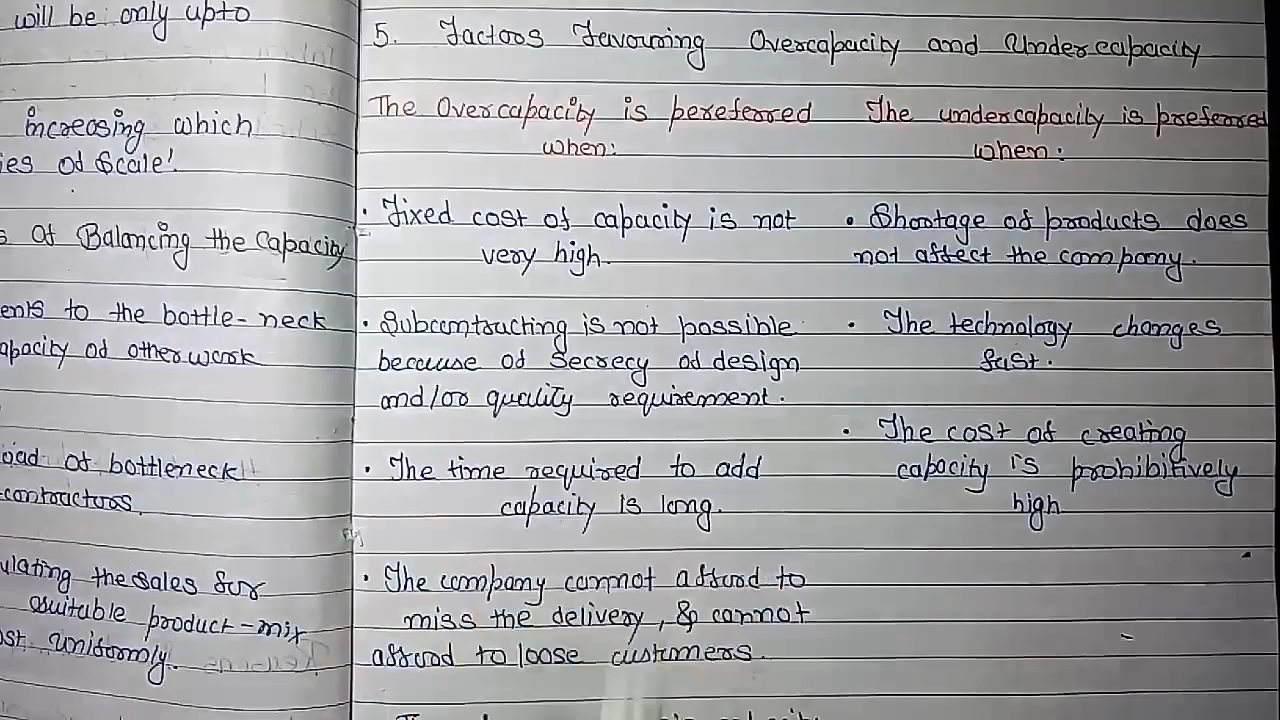 will be only upto
increasing which
ies of Scale!
s of Balancing the Capacity
ents to the bottle-neck
apacity of other work
oad of bottleneck
-contractors.
ulating the sales for
suitable product-mix
ost uniformly.
5. Factors Favouring Overcapacity and Undercapacity
The Overcapacity is pereferred when:
• Fixed cost of capacity is not
very high.
• Subcontructing is not possible
because of secrecy of design
and/or quality requirement.
• The time required to add
capacity is long.
• The company cannot afford to
miss the delivery, & cannot
afford to loose customers.
The undercapacity is preferred
when:
• Shortage of products does
not affect the company.
• The technology changes
fast.
• The cost of creating
capacity is prohibitively
high